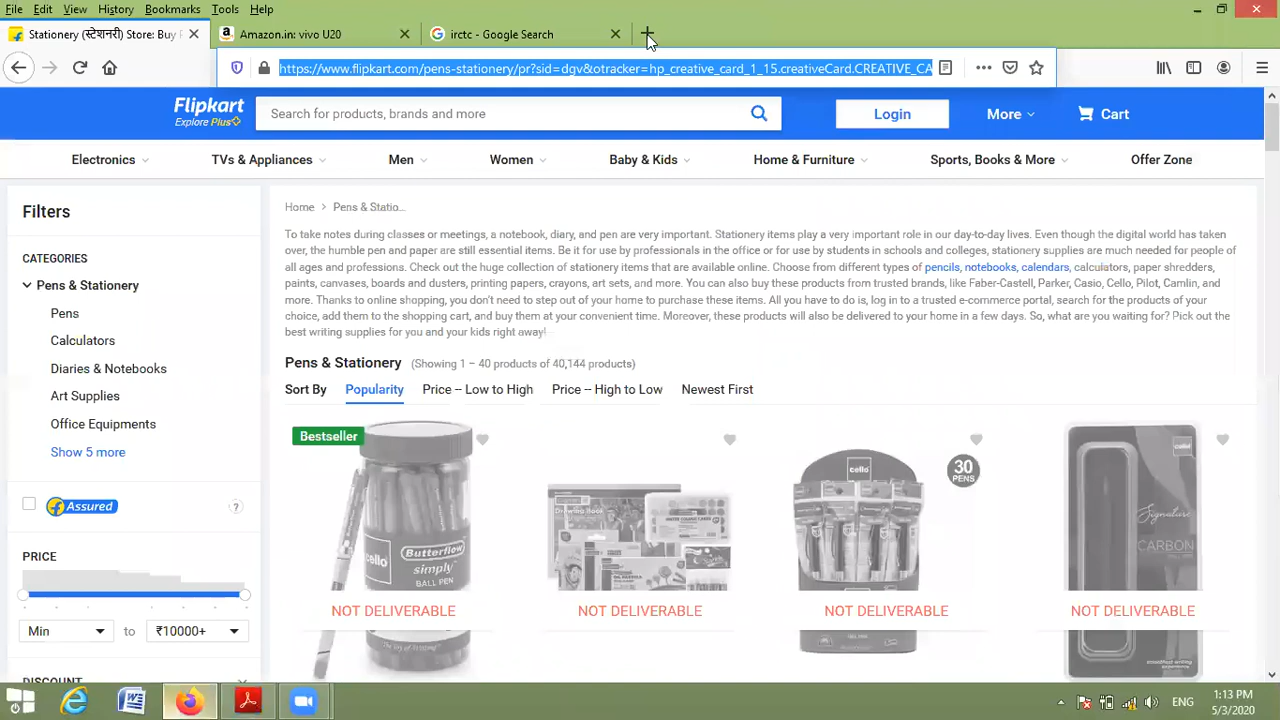 File Edit View History Bookmarks Tools Help
Stationery (स्टेशनरी) Store: Buy P
Amazon.in: vivo U20
irctc - Google Search
https://www.flipkart.com/pens-stationery/pr?sid=dgv&otracker=hp_creative_card_1_15.creativeCard.CREATIVE_CA
Flipkart
Explore Plus
Search for products, brands and more
Login
More
Cart
Electronics TVs & Appliances Men Women Baby & Kids Home & Furniture Sports, Books & More Offer Zone
Filters
CATEGORIES
Pens & Stationery
Pens
Calculators
Diaries & Notebooks
Art Supplies
Office Equipments
Show 5 more
Assured
?
PRICE
Min to ₹10000+
DISCOUNT
Home > Pens & Statio...
To take notes during classes or meetings, a notebook, diary, and pen are very important. Stationery items play a very important role in our day-to-day lives. Even though the digital world has taken
over, the humble pen and paper are still essential items. Be it for use by professionals in the office or for use by students in schools and colleges, stationery supplies are much needed for people of
all ages and professions. Check out the huge collection of stationery items that are available online. Choose from different types of pencils, notebooks, calendars, calculators, paper shredders,
paints, canvases, boards and dusters, printing papers, crayons, art sets, and more. You can also buy these products from trusted brands, like Faber-Castell, Parker, Casio, Cello, Pilot, Camlin, and
more. Thanks to online shopping, you don't need to step out of your home to purchase these items. All you have to do is, log in to a trusted e-commerce portal, search for the products of your
choice, add them to the shopping cart, and buy them at your convenient time. Moreover, these products will also be delivered to your home in a few days. So, what are you waiting for? Pick out the
best writing supplies for you and your kids right away!
Pens & Stationery (Showing 1 – 40 products of 40,144 products)
Sort By Popularity Price -- Low to High Price -- High to Low Newest First
Bestseller
cello
Butterflow
simply
BALL PEN
The Joy of Writing
NOT DELIVERABLE
Drawing Book
NOT DELIVERABLE
cello
30
PENS
NOT DELIVERABLE
cello
Signature
CARBON
NOT DELIVERABLE
ENG
1:13 PM
5/3/2020